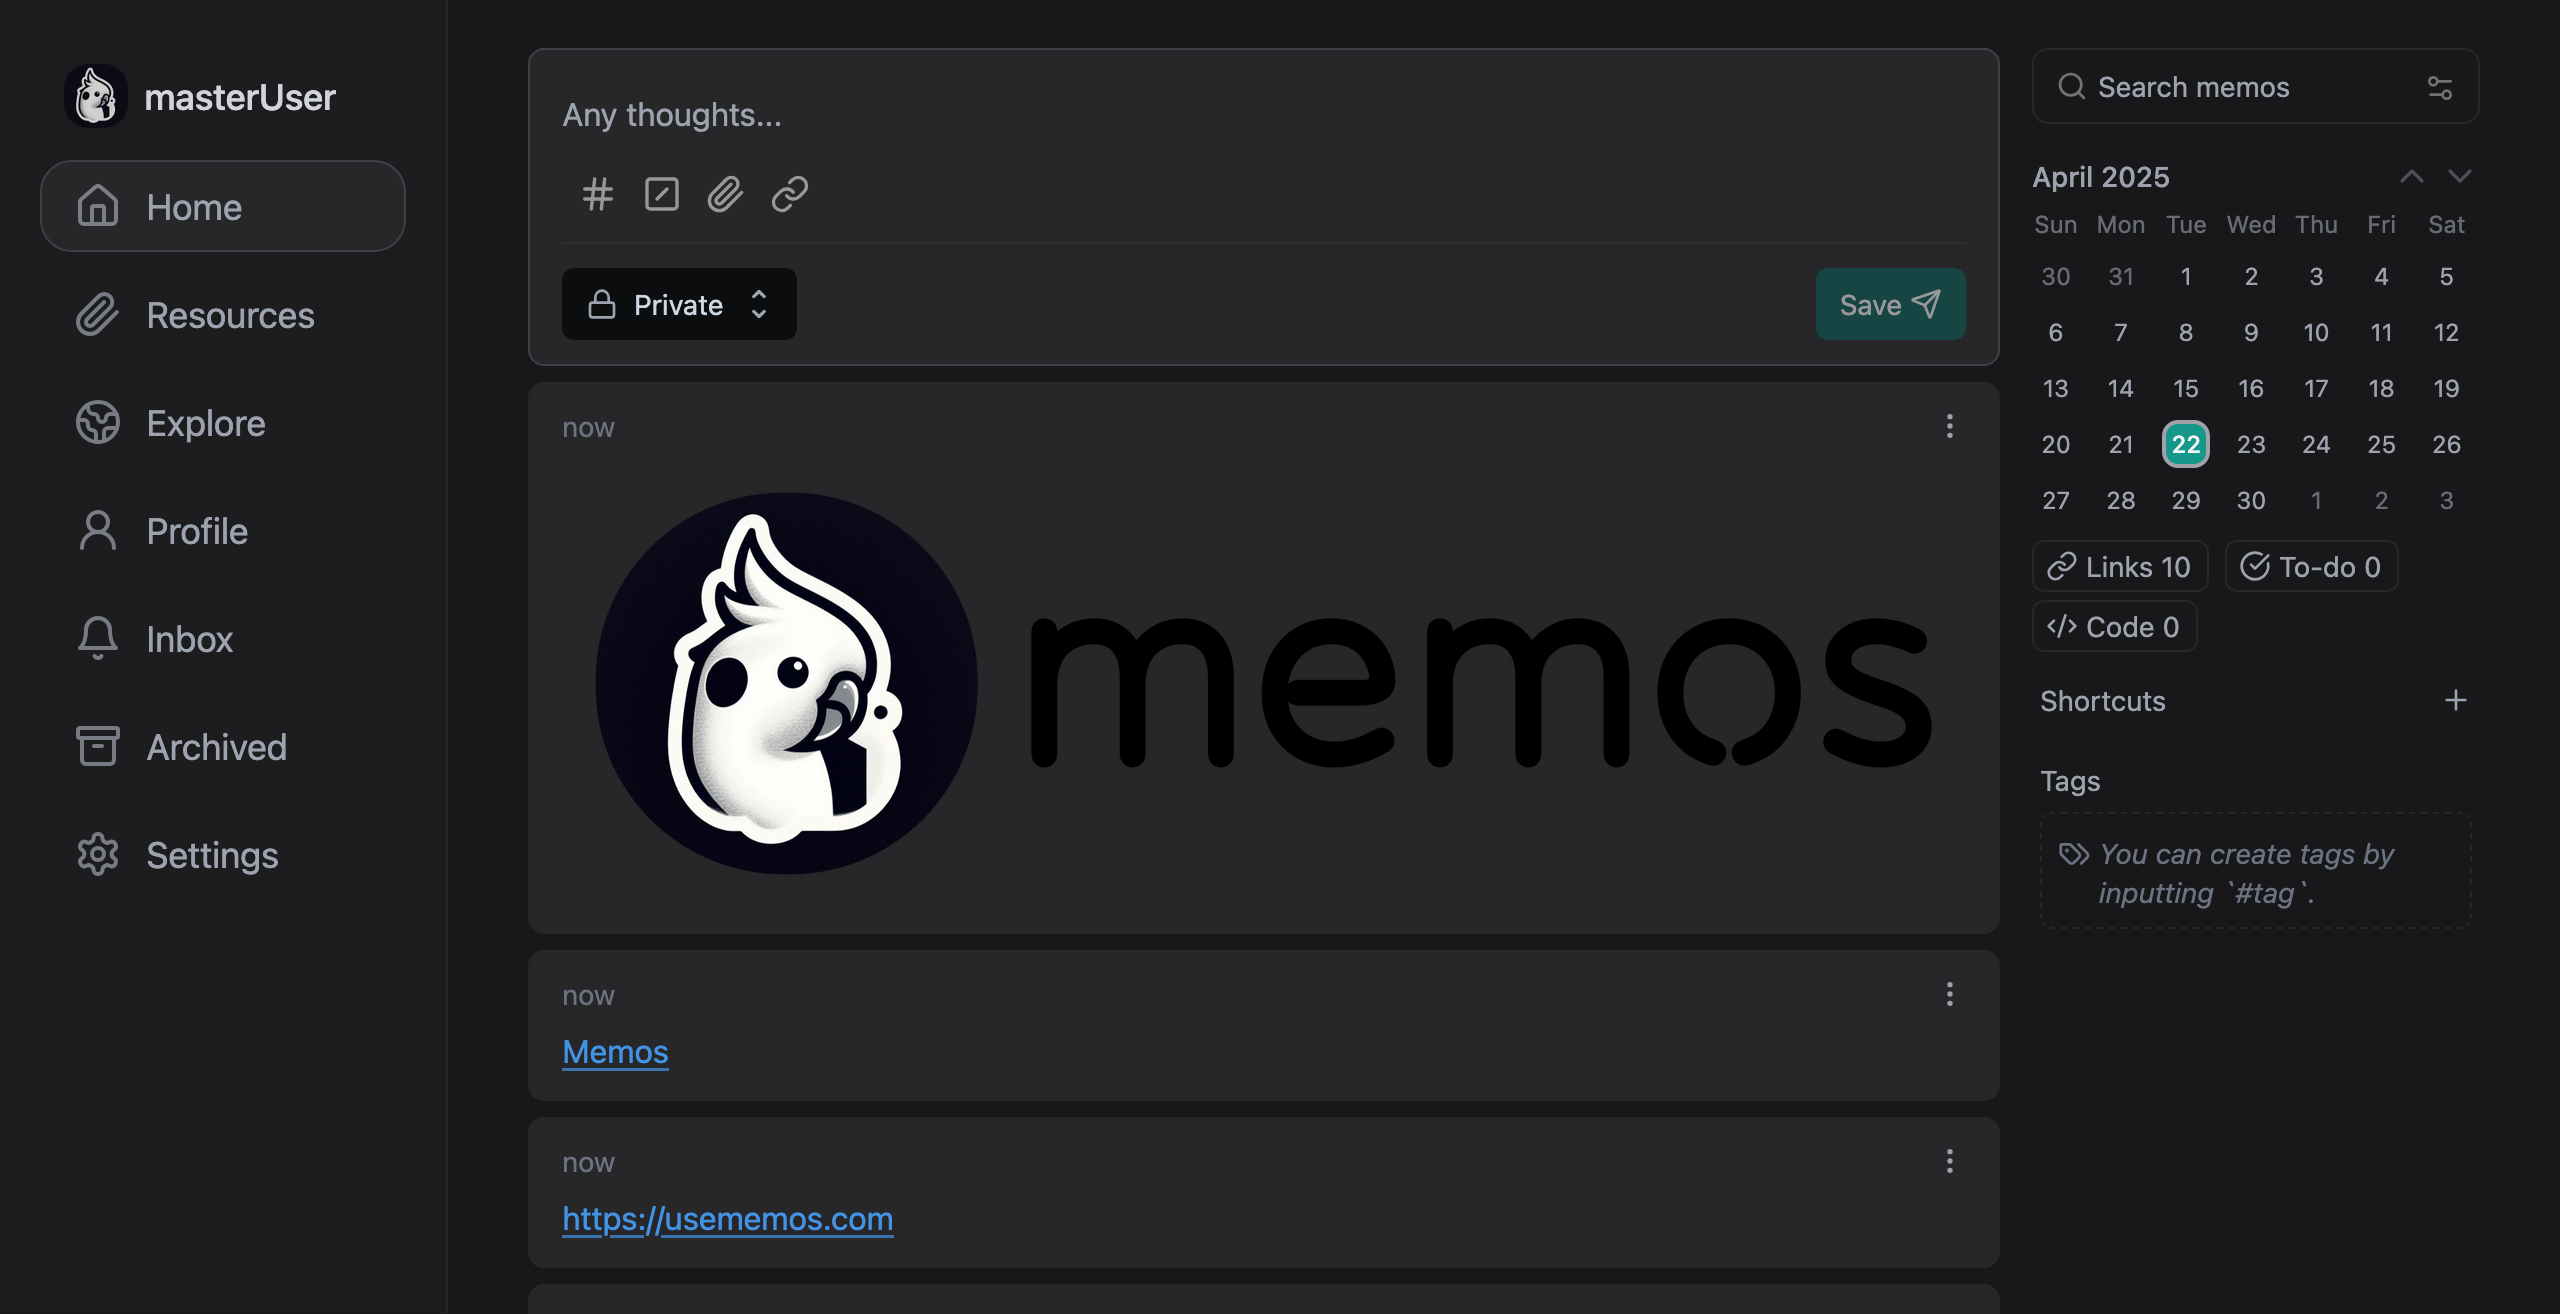 masterUser
Home
Resources
Explore
Profile
Inbox
Archived
Settings
Any thoughts...
Private
Save
now
memos
now
Memos
now
https://usememos.com
Search memos
April 2025
Sun Mon Tue Wed Thu Fri Sat
30 31 1 2 3 4 5
6 7 8 9 10 11 12
13 14 15 16 17 18 19
20 21 22 23 24 25 26
27 28 29 30 1 2 3
Links 10 To-do 0
Code 0
Shortcuts
Tags
You can create tags by
inputting `#tag`.